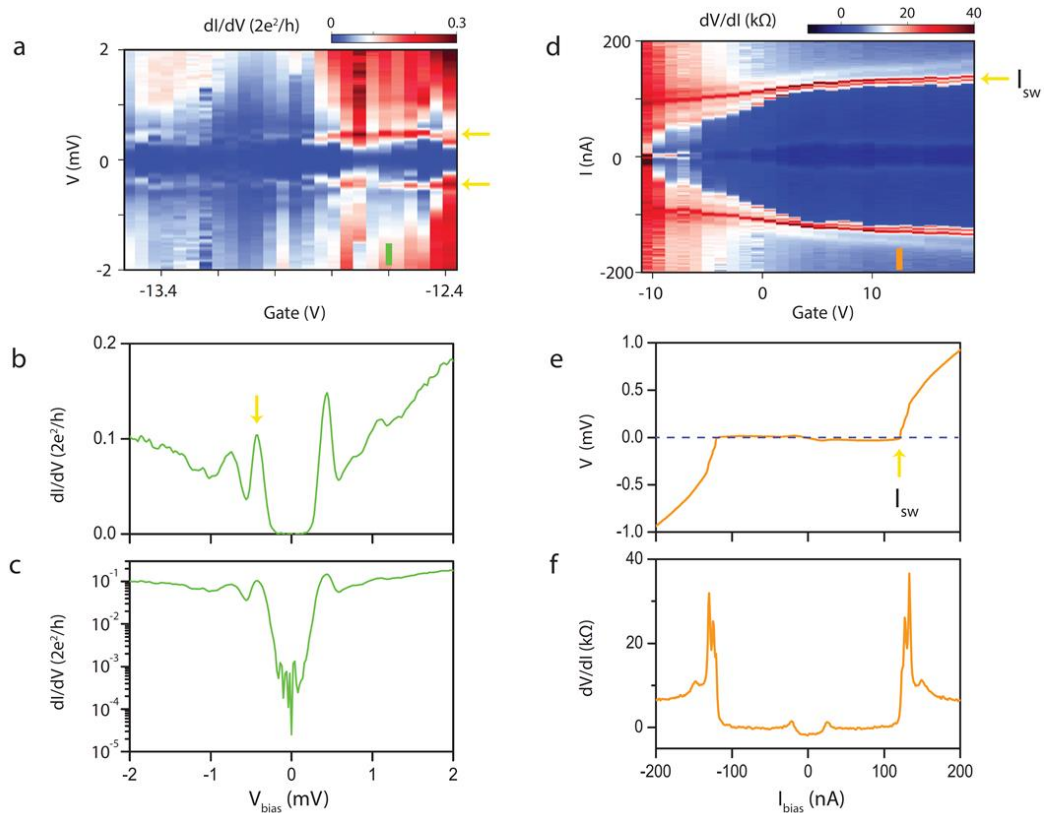 a
dI/dV (2e²/h)
0
0.3
2
0
-2
V (mV)
-13.4
-12.4
Gate (V)
d
dV/dI (kΩ)
0
20
40
200
100
0
-100
-200
I (nA)
I_sw
-10
0
10
Gate (V)
b
0.2
0.1
0.0
dI/dV (2e²/h)
c
10⁻¹
10⁻²
10⁻³
10⁻⁴
10⁻⁵
dI/dV (2e²/h)
-2
-1
0
1
2
V_bias (mV)
e
1.0
0.5
0.0
-0.5
-1.0
V (mV)
I_sw
f
40
20
0
dV/dI (kΩ)
-200
-100
0
100
200
I_bias (nA)